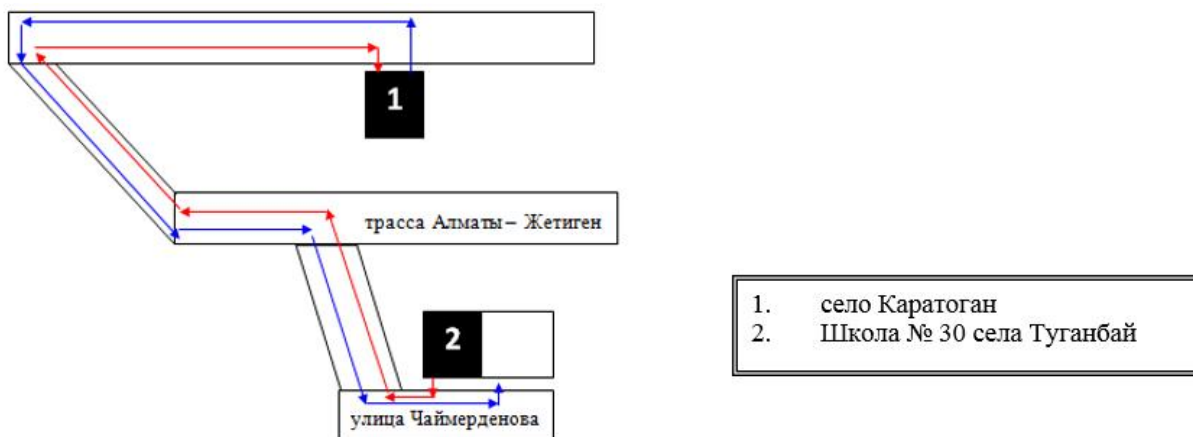 1
трасса Алматы – Жетиген
2
улица Чаймерденова
1. село Каратоган
2. Школа № 30 села Туганбай